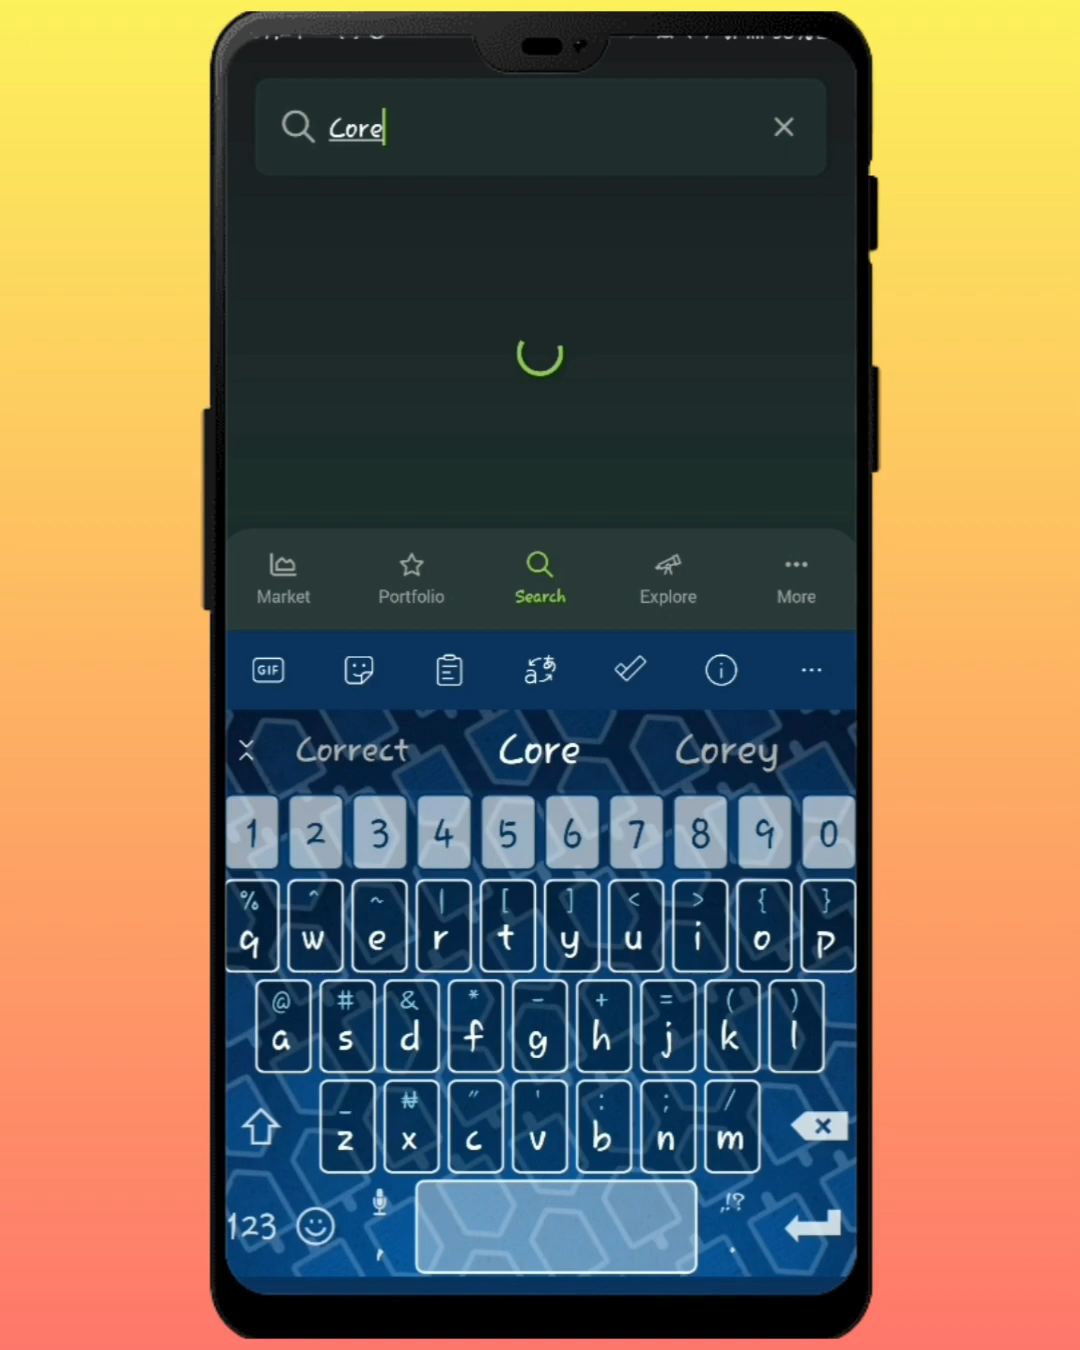 Core
Market Portfolio Search Explore More
GIF
Correct Core Corey
1 2 3 4 5 6 7 8 9 0
% ^ ~ | [ ] < > { }
q w e r t y u i o p
@ # & * - + = ( )
a s d f g h j k l
_ ₦ " ' : ; /
z x c v b n m
123 , ,!? .